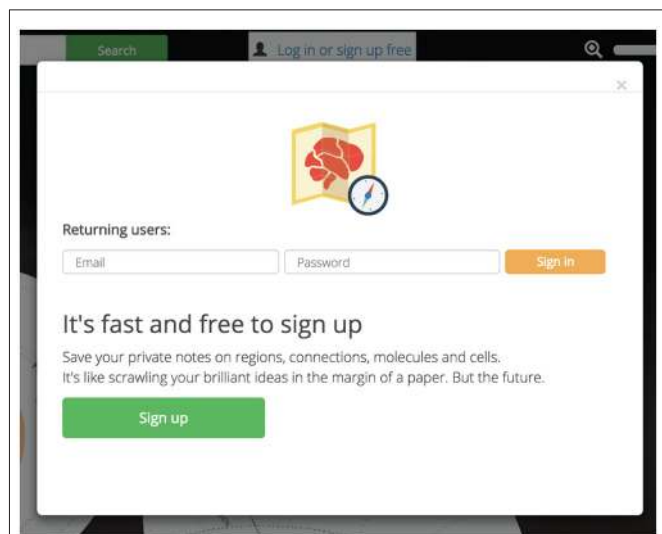 Search
Log in or sign up free
×
Returning users:
Email
Password
Sign in
It's fast and free to sign up
Save your private notes on regions, connections, molecules and cells.
It's like scrawling your brilliant ideas in the margin of a paper. But the future.
Sign up